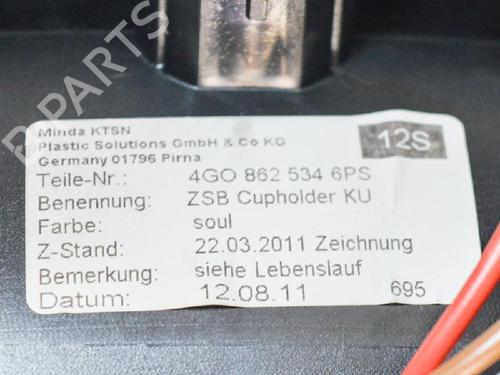 B PARTS
Minda KTSN
Plastic Solutions GmbH & Co KG
Germany 01796 Pirna
12S
Teile-Nr.: 4GO 862 534 6PS
Benennung: ZSB Cupholder KU
Farbe: soul
Z-Stand: 22.03.2011 Zeichnung
Bemerkung: siehe Lebenslauf
Datum: 12.08.11 695